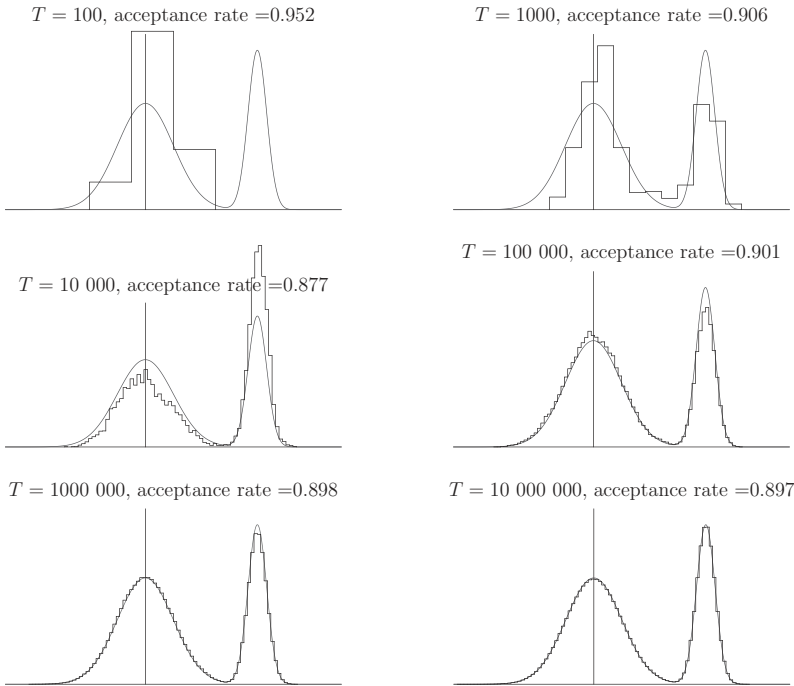 T = 100, acceptance rate =0.952
T = 1000, acceptance rate =0.906
T = 10 000, acceptance rate =0.877
T = 100 000, acceptance rate =0.901
T = 1000 000, acceptance rate =0.898
T = 10 000 000, acceptance rate =0.897